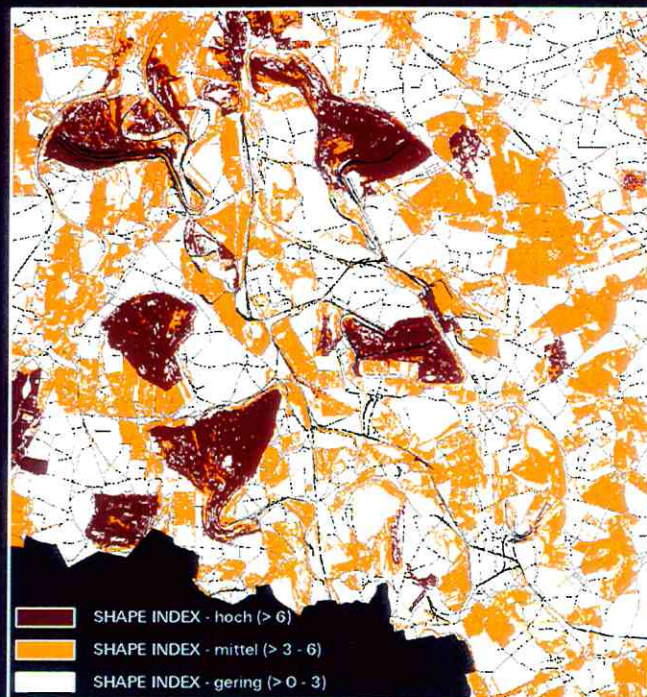 SHAPE INDEX - hoch (> 6)
SHAPE INDEX - mittel (> 3 - 6)
SHAPE INDEX - gering (> 0 - 3)